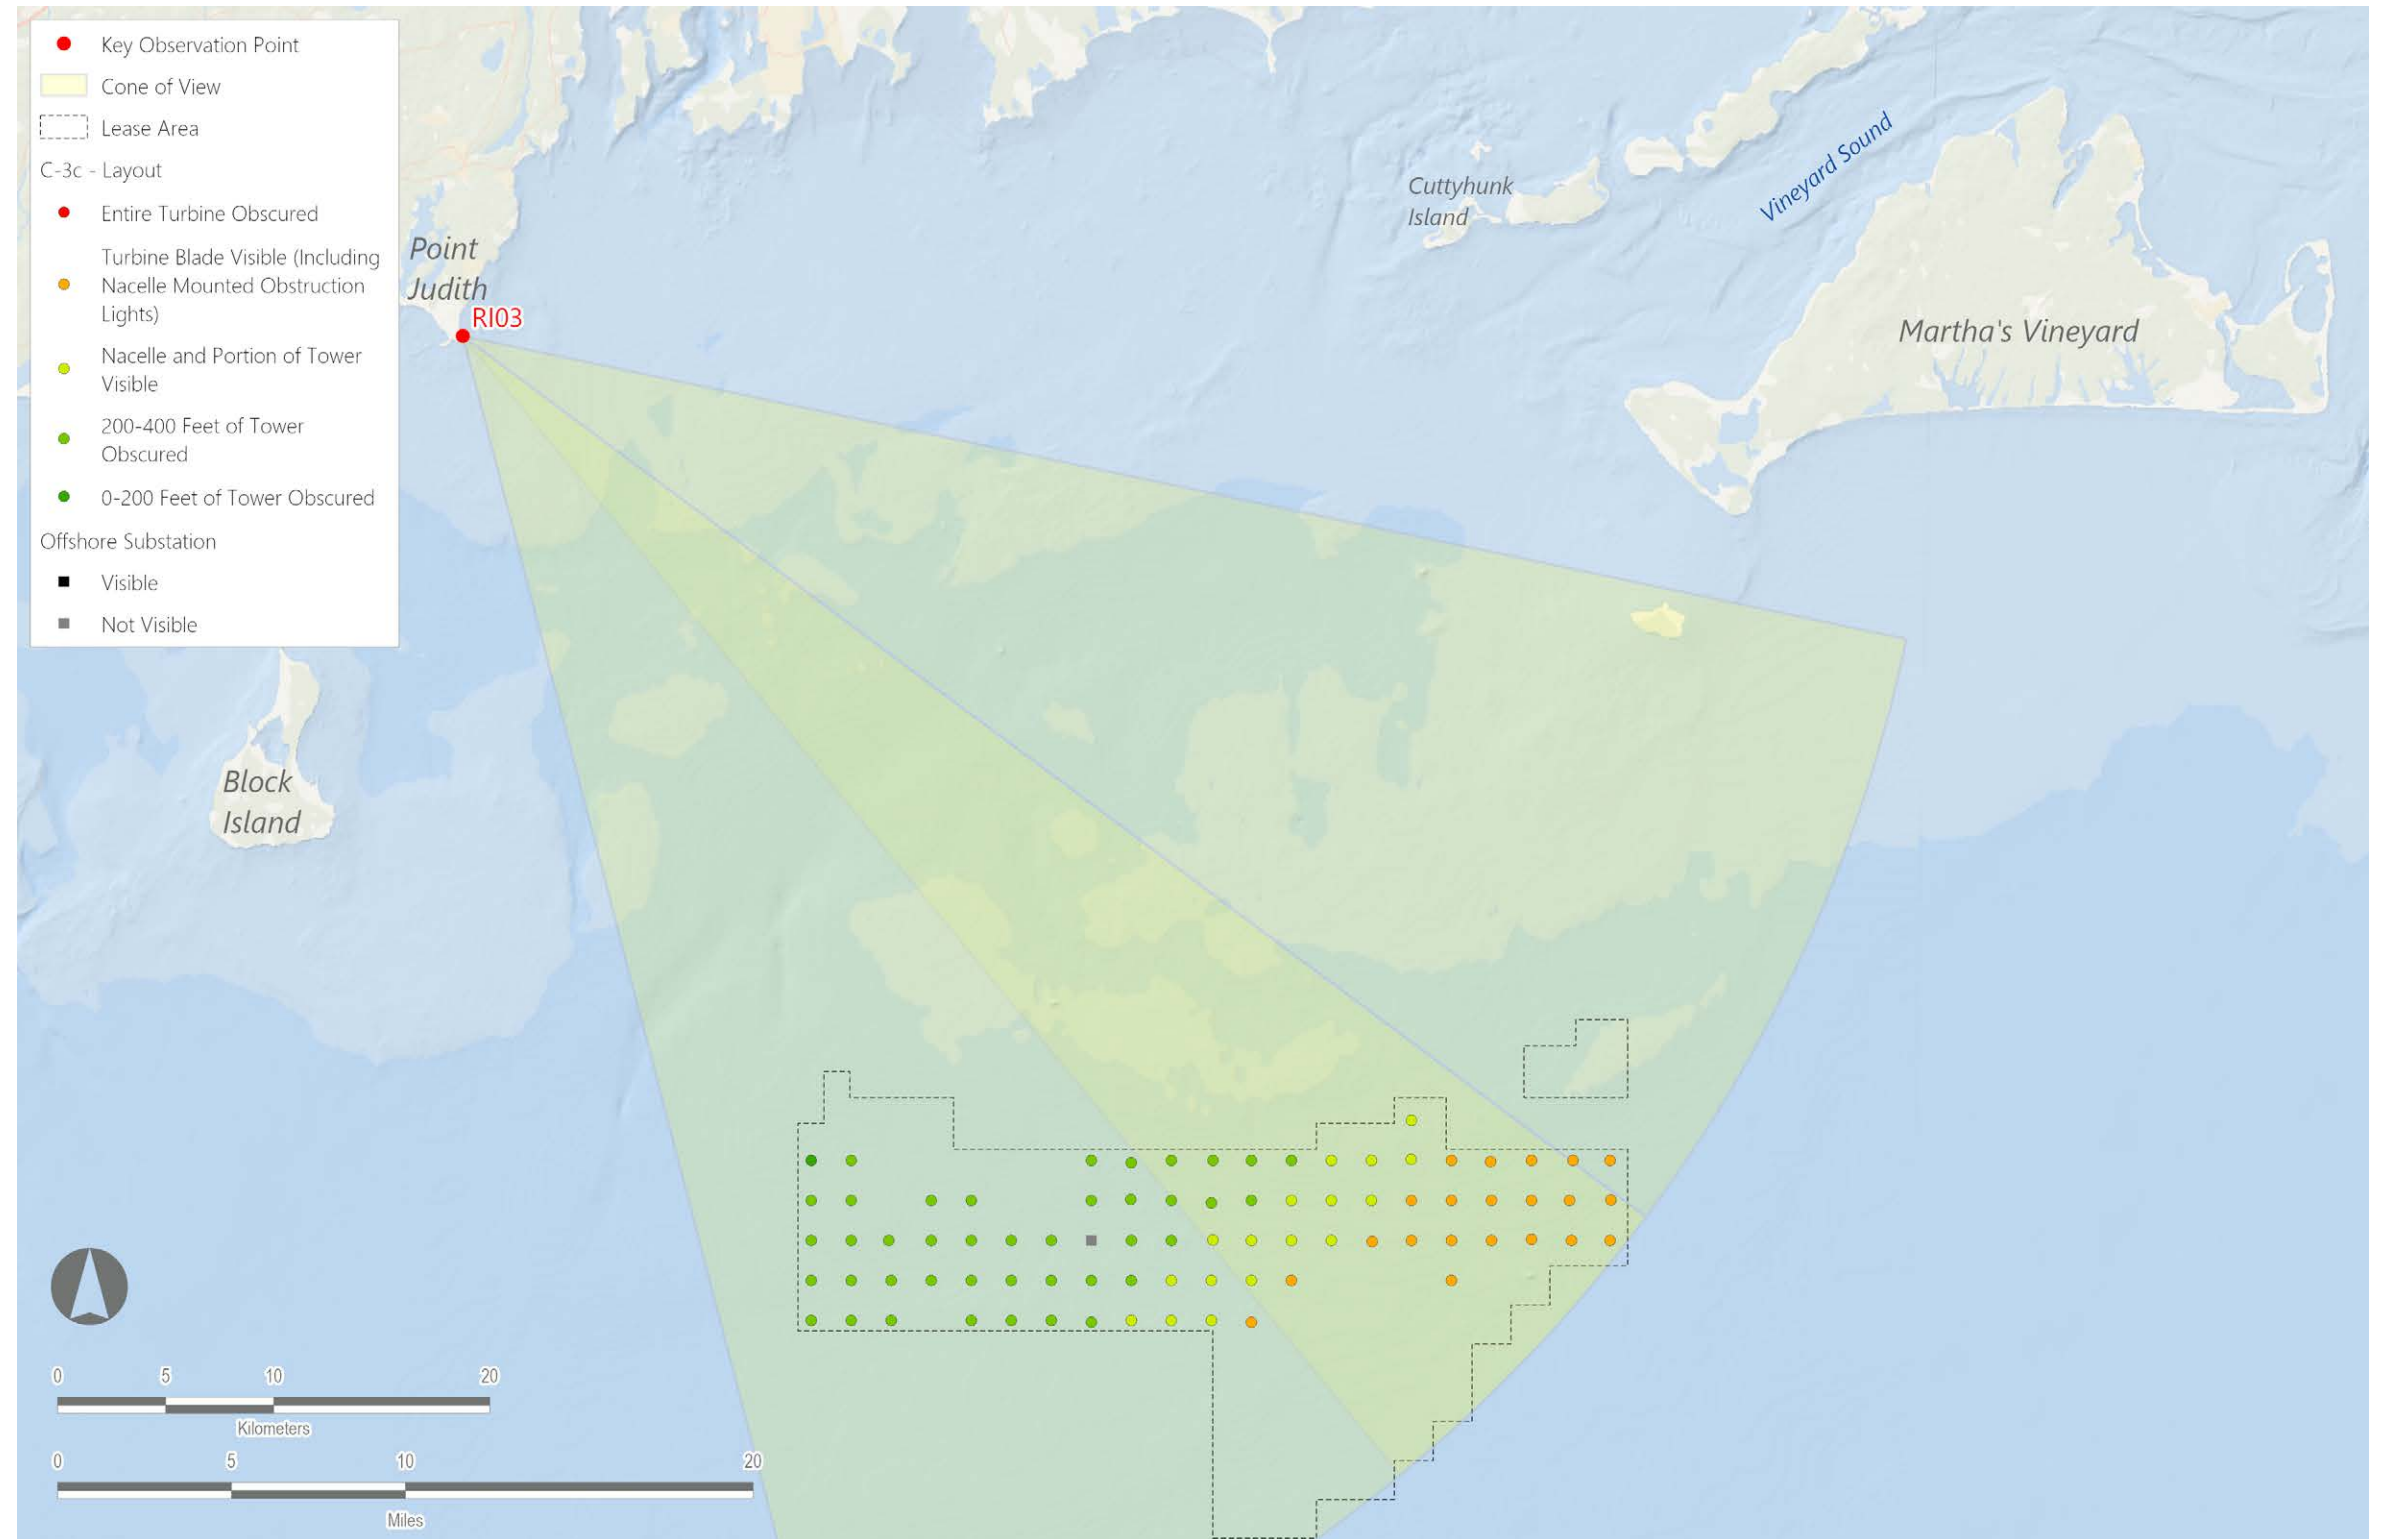 Key Observation Point
Cone of View
Lease Area
C-3c - Layout
Entire Turbine Obscured
Turbine Blade Visible (Including
Nacelle Mounted Obstruction
Lights)
Nacelle and Portion of Tower
Visible
200-400 Feet of Tower
Obscured
0-200 Feet of Tower Obscured
Offshore Substation
Visible
Not Visible
Point
Judith
RI03
Cuttyhunk
Island
Vineyard Sound
Martha's Vineyard
Block
Island
0 5 10 20
Kilometers
0 5 10 20
Miles